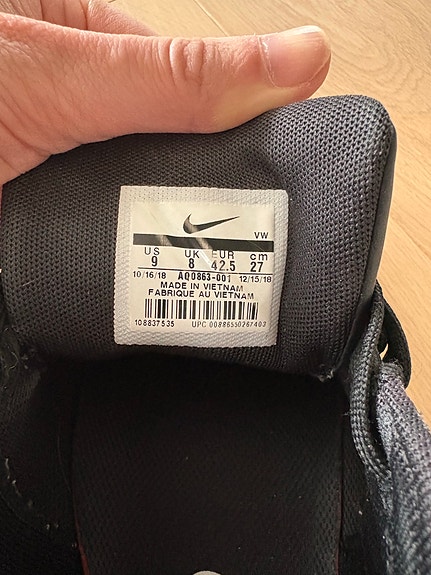 VW
US UK EUR cm
9 8 42.5 27
10/16/18 AQ0863-001 12/15/18
MADE IN VIETNAM
FABRIQUE AU VIETNAM
108837535 UPC 00886550267403